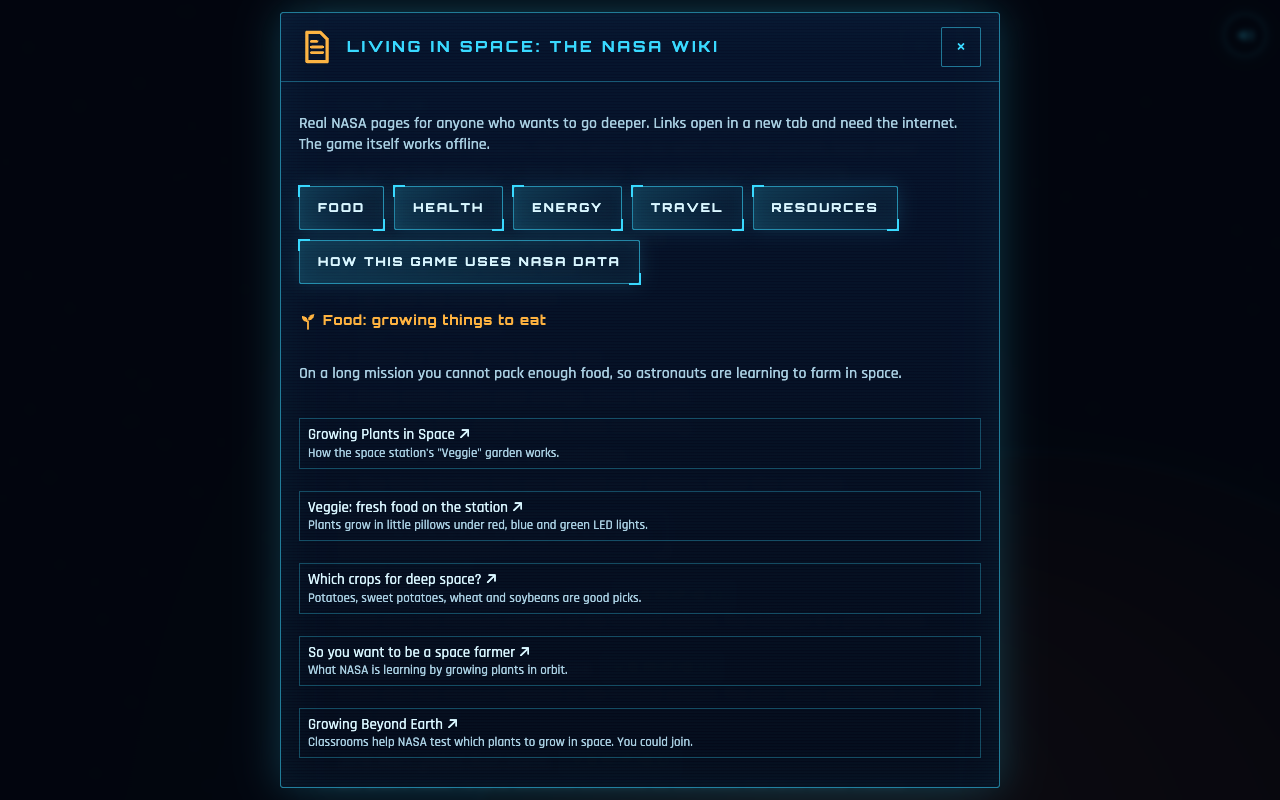 LIVING IN SPACE: THE NASA WIKI
×
Real NASA pages for anyone who wants to go deeper. Links open in a new tab and need the internet.
The game itself works offline.
FOOD HEALTH ENERGY TRAVEL RESOURCES
HOW THIS GAME USES NASA DATA
Food: growing things to eat
On a long mission you cannot pack enough food, so astronauts are learning to farm in space.
Growing Plants in Space ↗
How the space station's "Veggie" garden works.
Veggie: fresh food on the station ↗
Plants grow in little pillows under red, blue and green LED lights.
Which crops for deep space? ↗
Potatoes, sweet potatoes, wheat and soybeans are good picks.
So you want to be a space farmer ↗
What NASA is learning by growing plants in orbit.
Growing Beyond Earth ↗
Classrooms help NASA test which plants to grow in space. You could join.